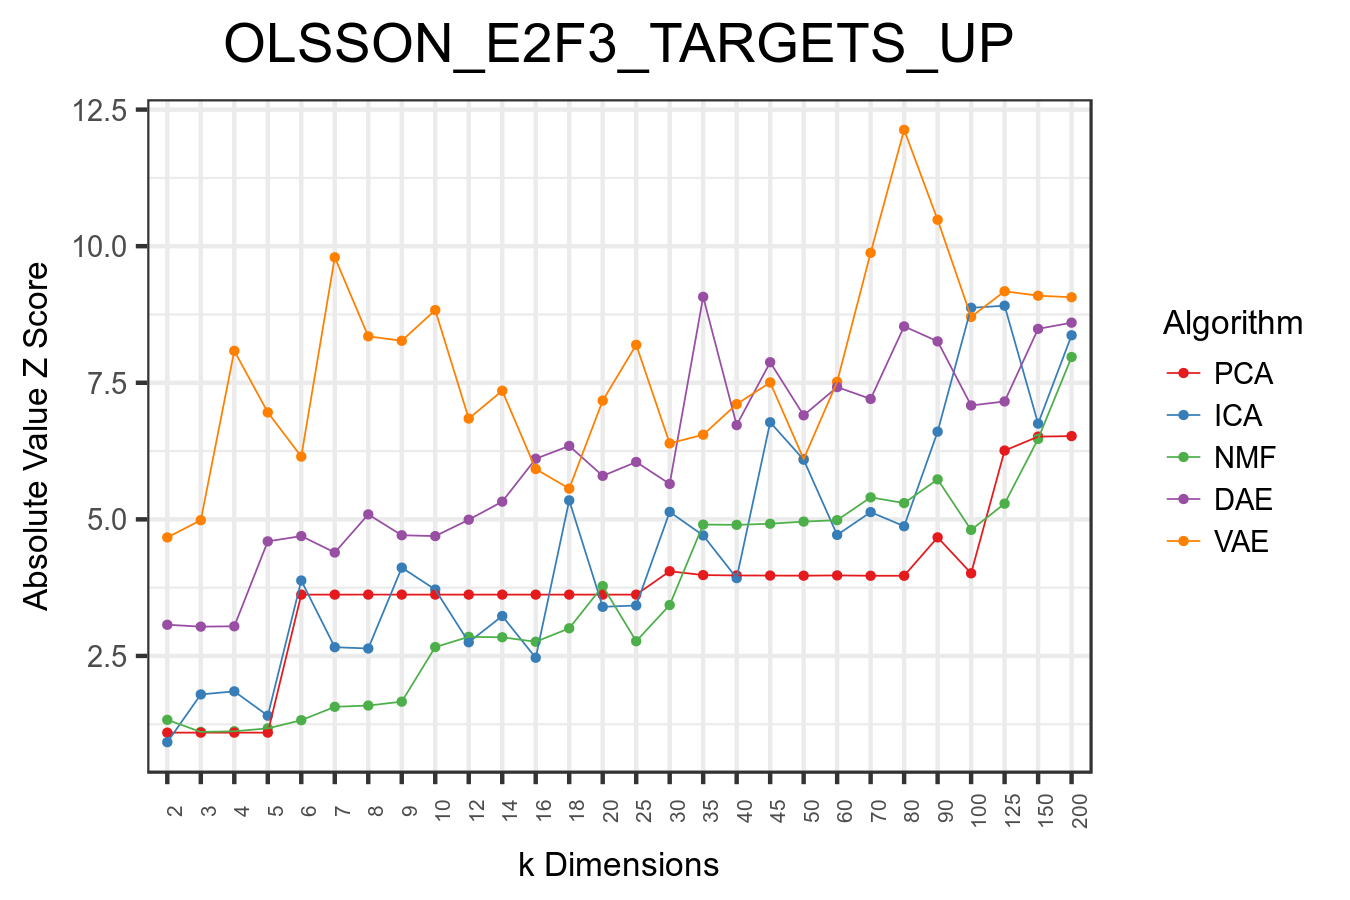 OLSSON_E2F3_TARGETS_UP
12.5
10.0
7.5
5.0
2.5
Absolute Value Z Score
2 3 4 5 6 7 8 9 10 12 14 16 18 20 25 30 35 40 45 50 60 70 80 90 100 125 150 200
k Dimensions
Algorithm
PCA
ICA
NMF
DAE
VAE